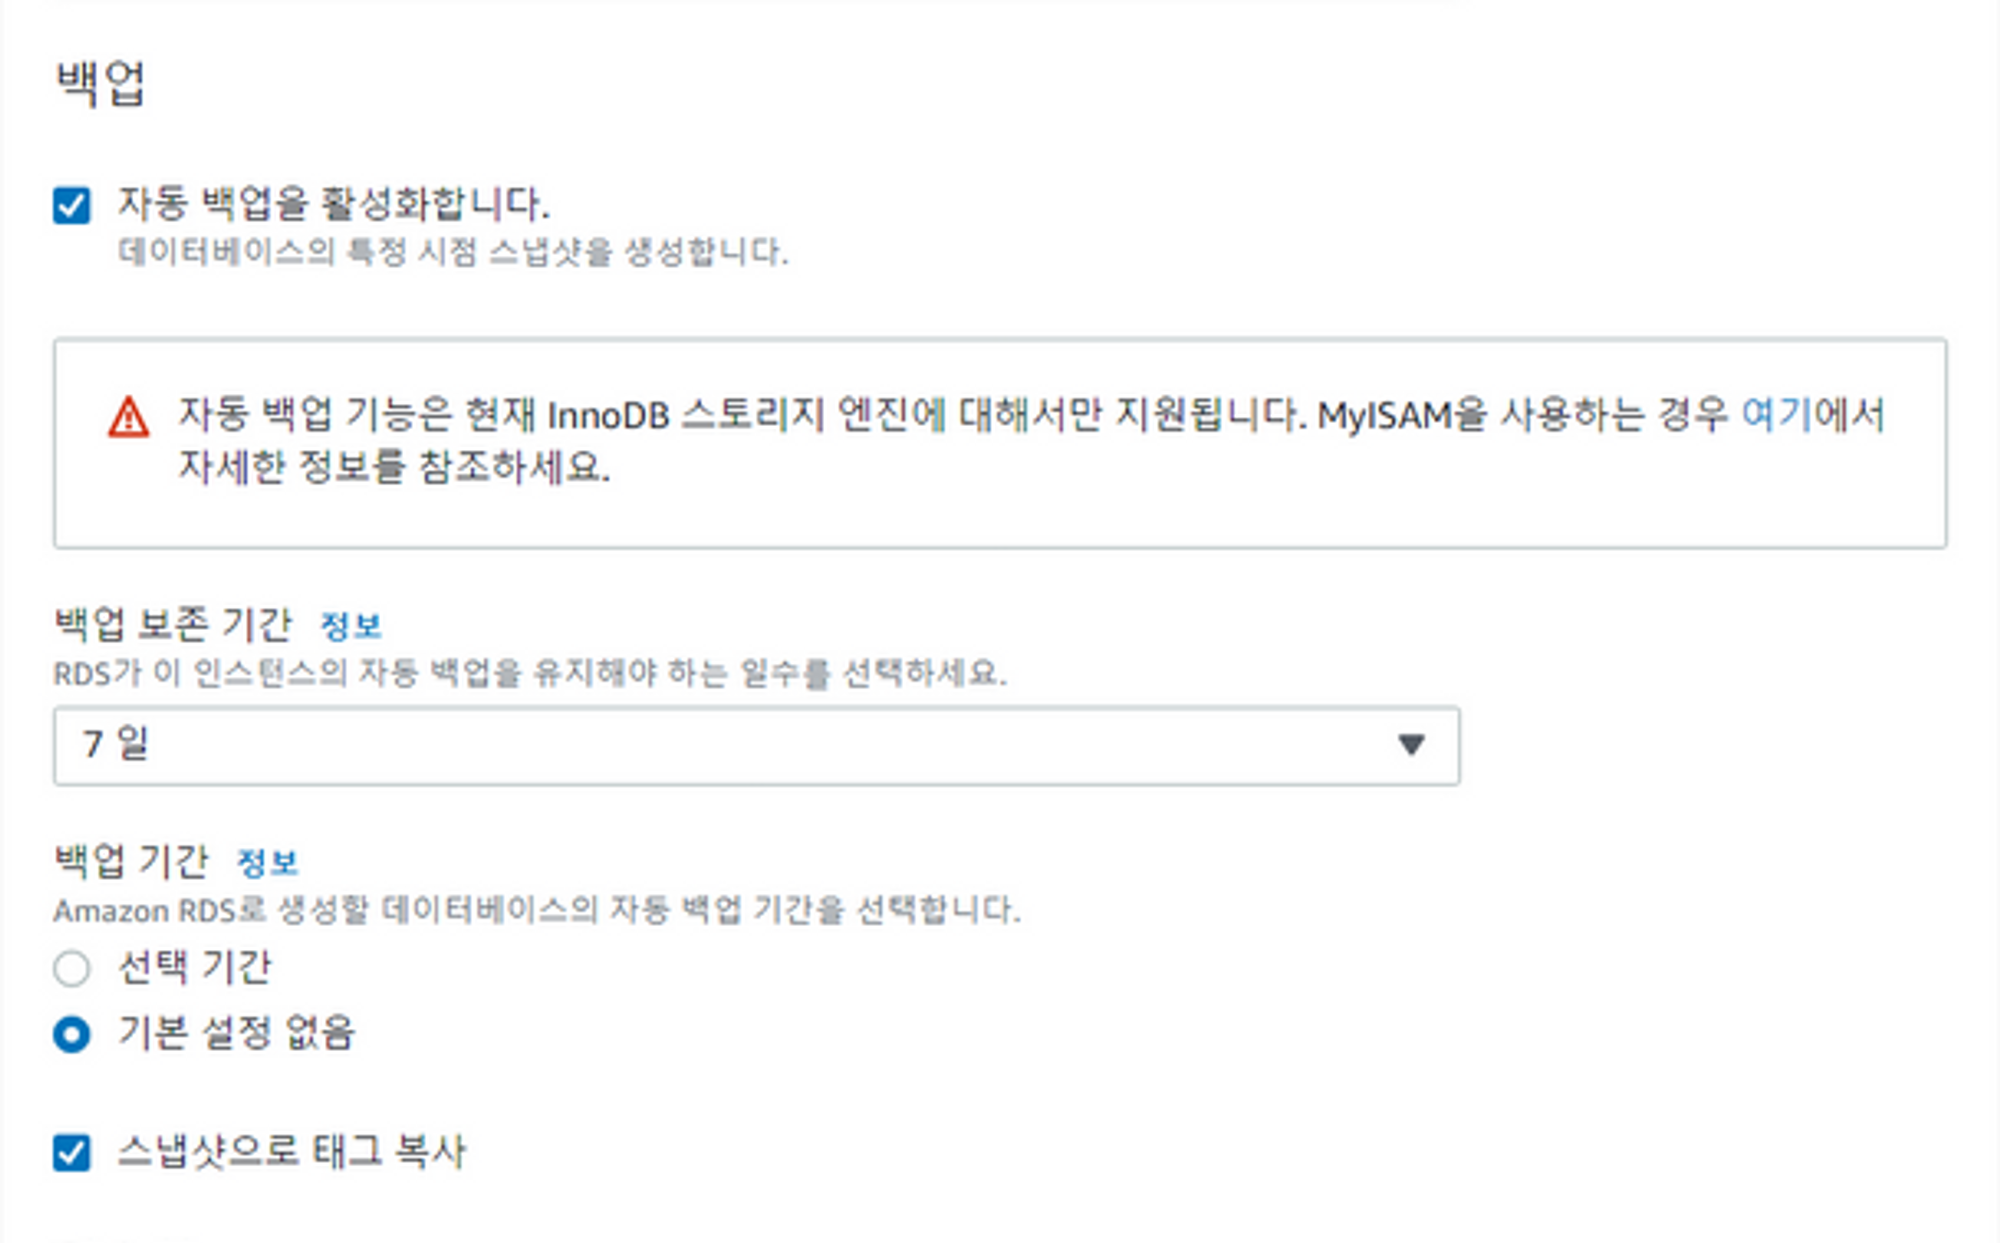 백업
자동 백업을 활성화합니다.
데이터베이스의 특정 시점 스냅샷을 생성합니다.
자동 백업 기능은 현재 InnoDB 스토리지 엔진에 대해서만 지원됩니다. MyISAM을 사용하는 경우 여기에서
자세한 정보를 참조하세요.
백업 보존 기간 정보
RDS가 이 인스턴스의 자동 백업을 유지해야 하는 일수를 선택하세요.
7 일
백업 기간 정보
Amazon RDS로 생성할 데이터베이스의 자동 백업 기간을 선택합니다.
선택 기간
기본 설정 없음
스냅샷으로 태그 복사